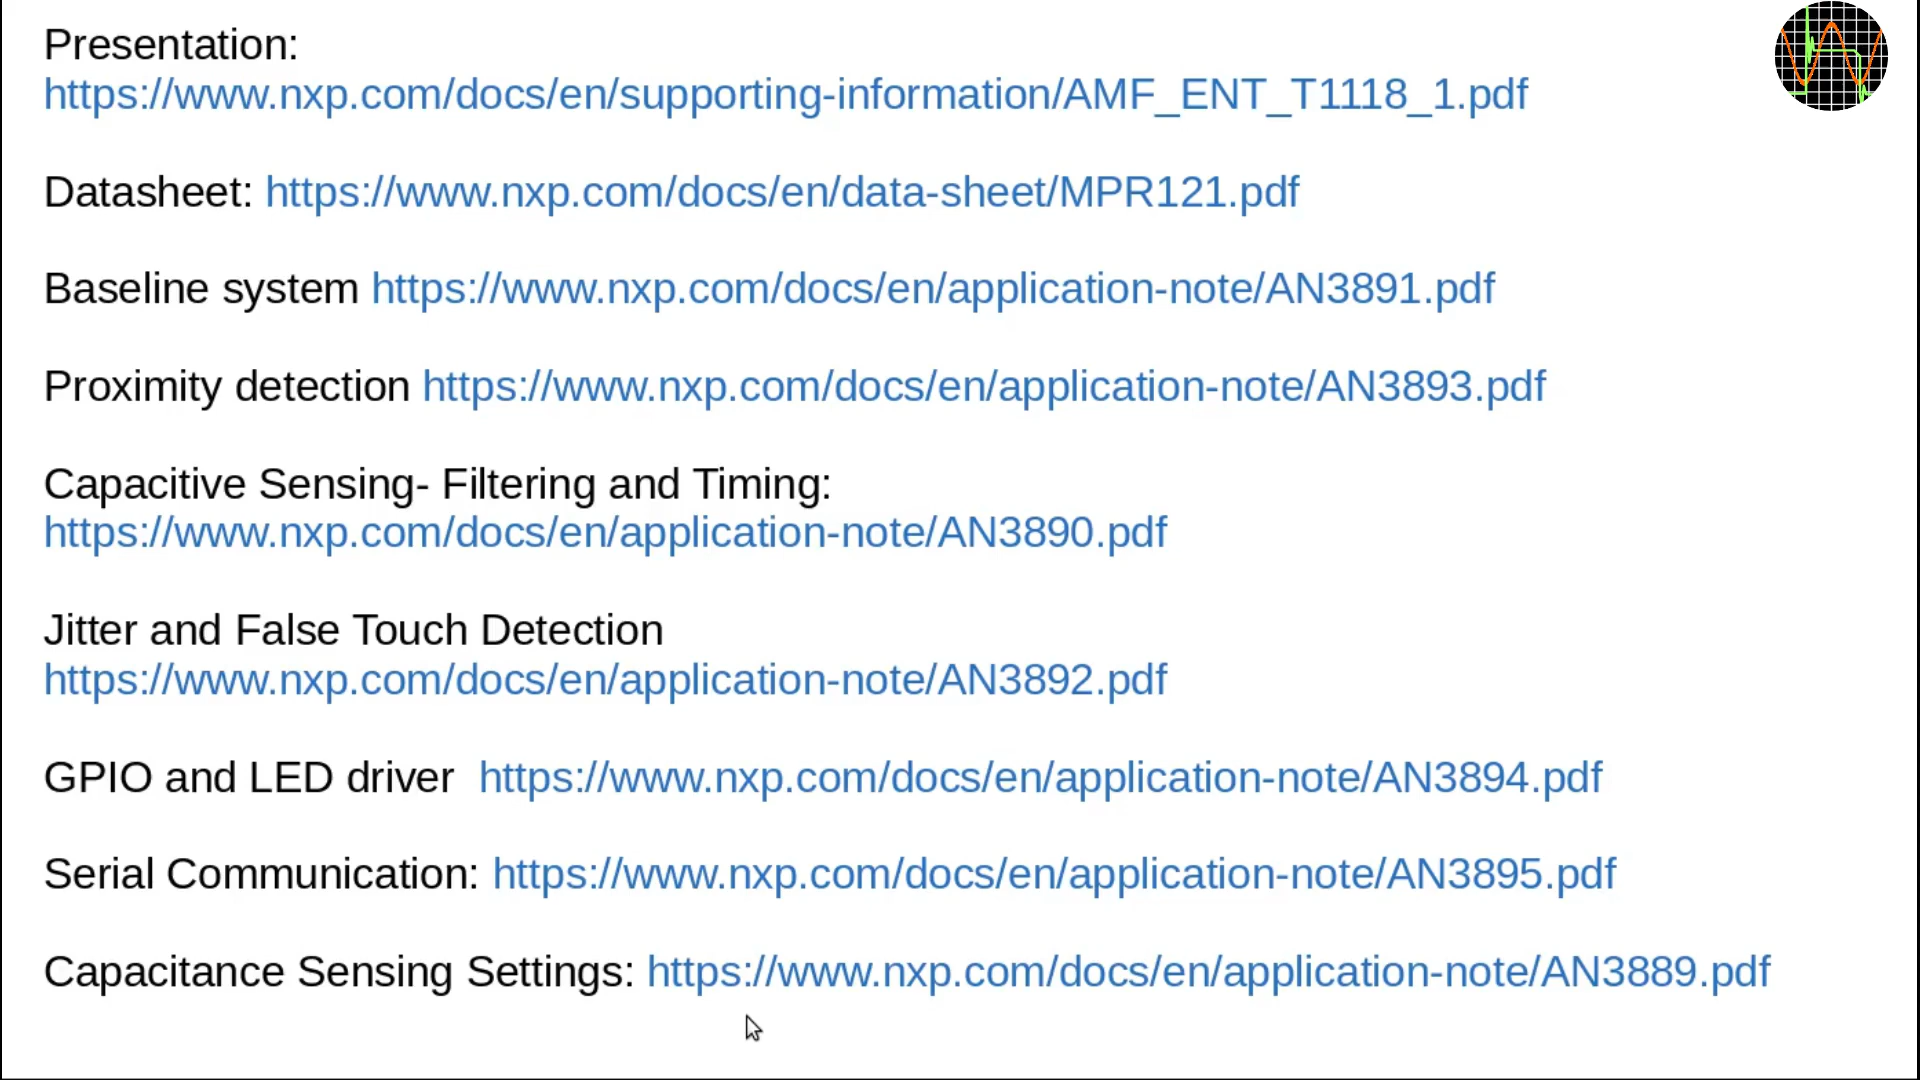 Presentation:
https://www.nxp.com/docs/en/supporting-information/AMF_ENT_T1118_1.pdf
Datasheet: https://www.nxp.com/docs/en/data-sheet/MPR121.pdf
Baseline system https://www.nxp.com/docs/en/application-note/AN3891.pdf
Proximity detection https://www.nxp.com/docs/en/application-note/AN3893.pdf
Capacitive Sensing- Filtering and Timing:
https://www.nxp.com/docs/en/application-note/AN3890.pdf
Jitter and False Touch Detection
https://www.nxp.com/docs/en/application-note/AN3892.pdf
GPIO and LED driver  https://www.nxp.com/docs/en/application-note/AN3894.pdf
Serial Communication: https://www.nxp.com/docs/en/application-note/AN3895.pdf
Capacitance Sensing Settings: https://www.nxp.com/docs/en/application-note/AN3889.pdf